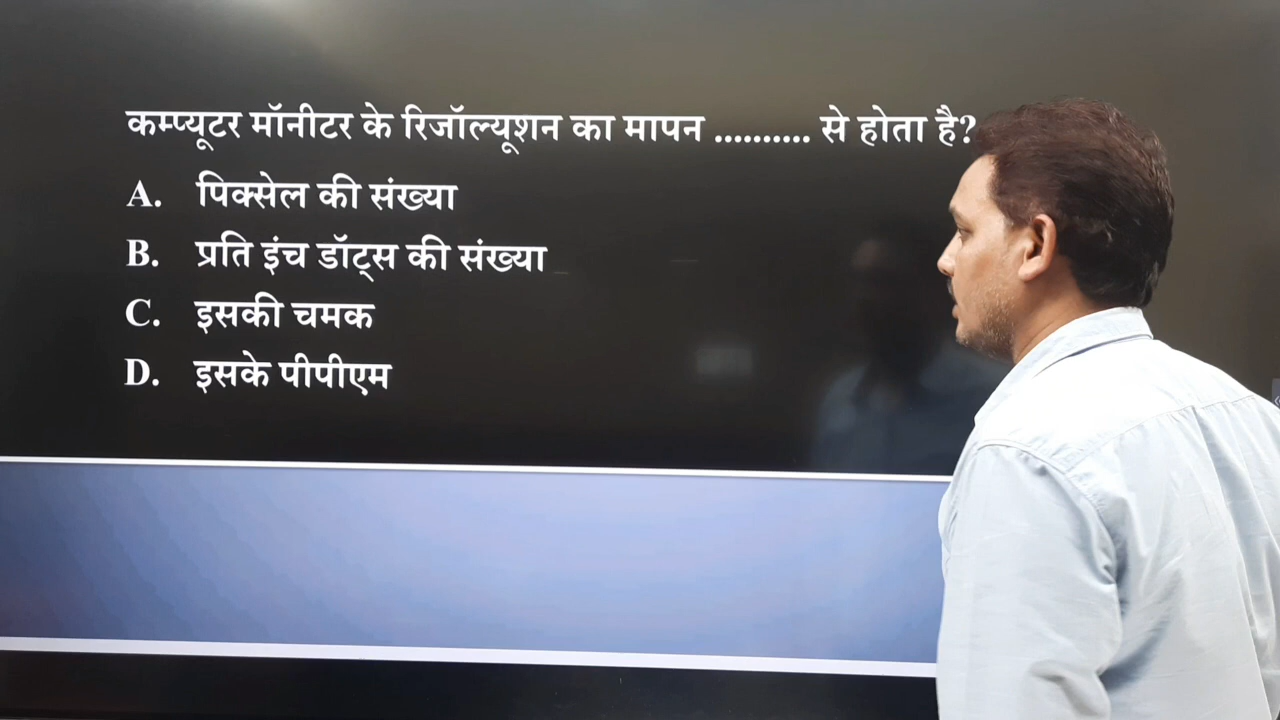 कम्प्यूटर मॉनीटर के रिजॉल्यूशन का मापन .......... से होता है?
A. पिक्सेल की संख्या
B. प्रति इंच डॉट्स की संख्या
C. इसकी चमक
D. इसके पीपीएम